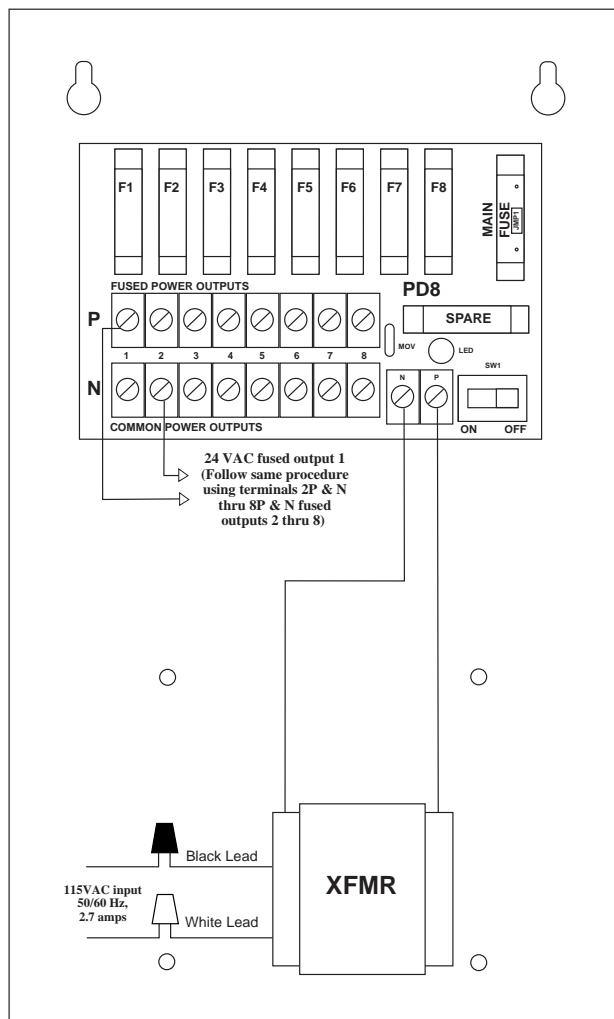 F1 F2 F3 F4 F5 F6 F7 F8
MAIN
FUSE
JMP1
FUSED POWER OUTPUTS
PD8
P
SPARE
MOV
LED
1 2 3 4 5 6 7 8
SW1
N
N P
ON OFF
COMMON POWER OUTPUTS
24 VAC fused output 1
(Follow same procedure
using terminals 2P & N
thru 8P & N fused
outputs 2 thru 8)
Black Lead
XFMR
115VAC input
50/60 Hz,
2.7 amps
White Lead